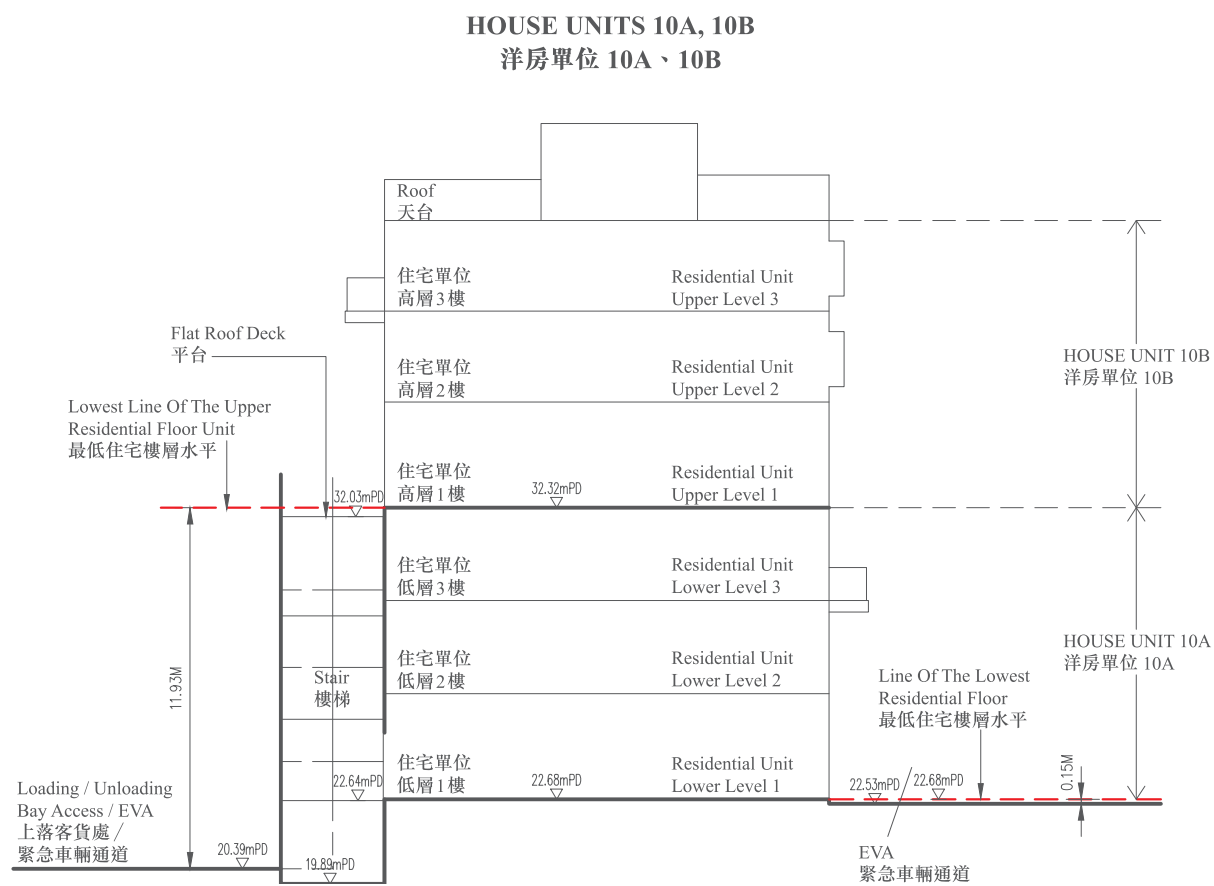 HOUSE UNITS 10A, 10B
洋房單位 10A、10B
Roof
天台
住宅單位
高層3樓
Residential Unit
Upper Level 3
Flat Roof Deck
平台
住宅單位
高層2樓
Residential Unit
Upper Level 2
HOUSE UNIT 10B
洋房單位 10B
Lowest Line Of The Upper
Residential Floor Unit
最低住宅樓層水平
住宅單位
高層1樓
Residential Unit
Upper Level 1
32.03mPD
32.32mPD
住宅單位
低層3樓
Residential Unit
Lower Level 3
HOUSE UNIT 10A
洋房單位 10A
11.93M
Stair
樓梯
住宅單位
低層2樓
Residential Unit
Lower Level 2
Line Of The Lowest
Residential Floor
最低住宅樓層水平
住宅單位
低層1樓
Residential Unit
Lower Level 1
22.64mPD
22.68mPD
22.53mPD
22.68mPD
0.15M
Loading / Unloading
Bay Access / EVA
上落客貨處/
緊急車輛通道
20.39mPD
19.89mPD
EVA
緊急車輛通道